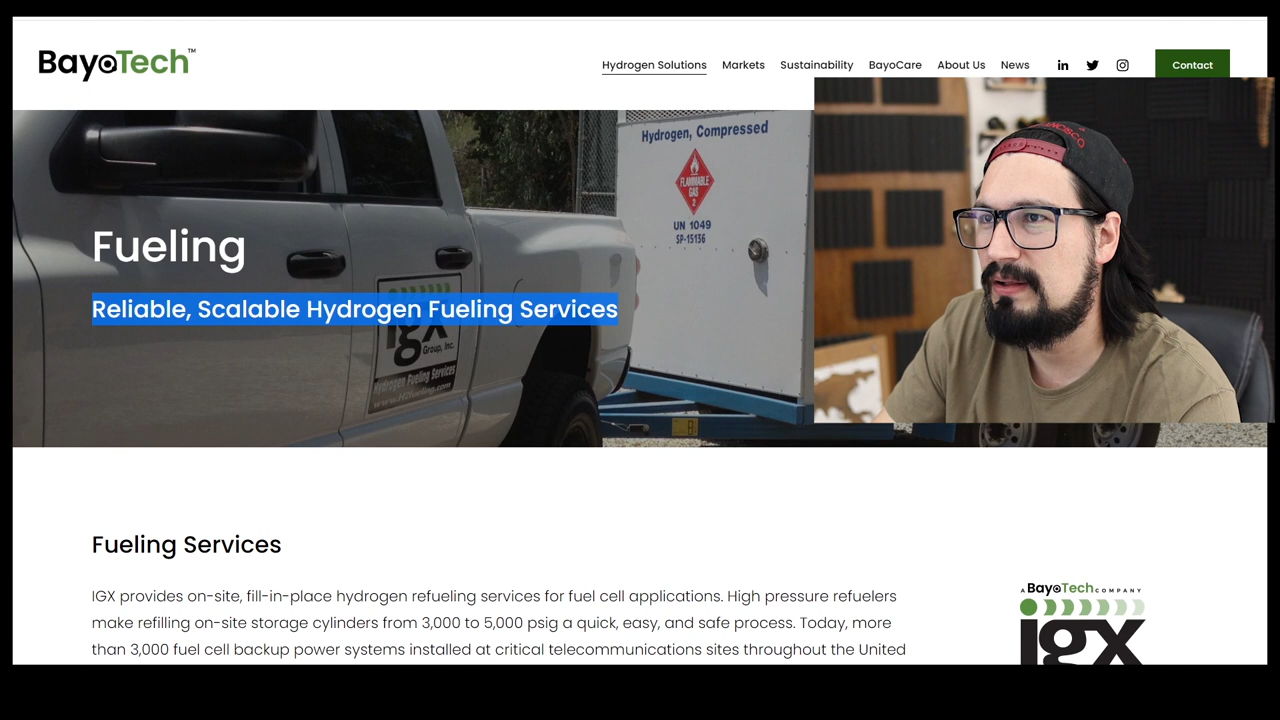 BayoTech™
Hydrogen Solutions Markets Sustainability BayoCare About Us News in Contact
Hydrogen, Compressed
FLAMMABLE
GAS
2
UN 1049
SP-15136
Fueling
Reliable, Scalable Hydrogen Fueling Services
igx
Group, Inc.
Hydrogen Fueling Services
www.H2fueling.com
Fueling Services
IGX provides on-site, fill-in-place hydrogen refueling services for fuel cell applications. High pressure refuelers
make refilling on-site storage cylinders from 3,000 to 5,000 psig a quick, easy, and safe process. Today, more
than 3,000 fuel cell backup power systems installed at critical telecommunications sites throughout the United
A BayoTech COMPANY
igx